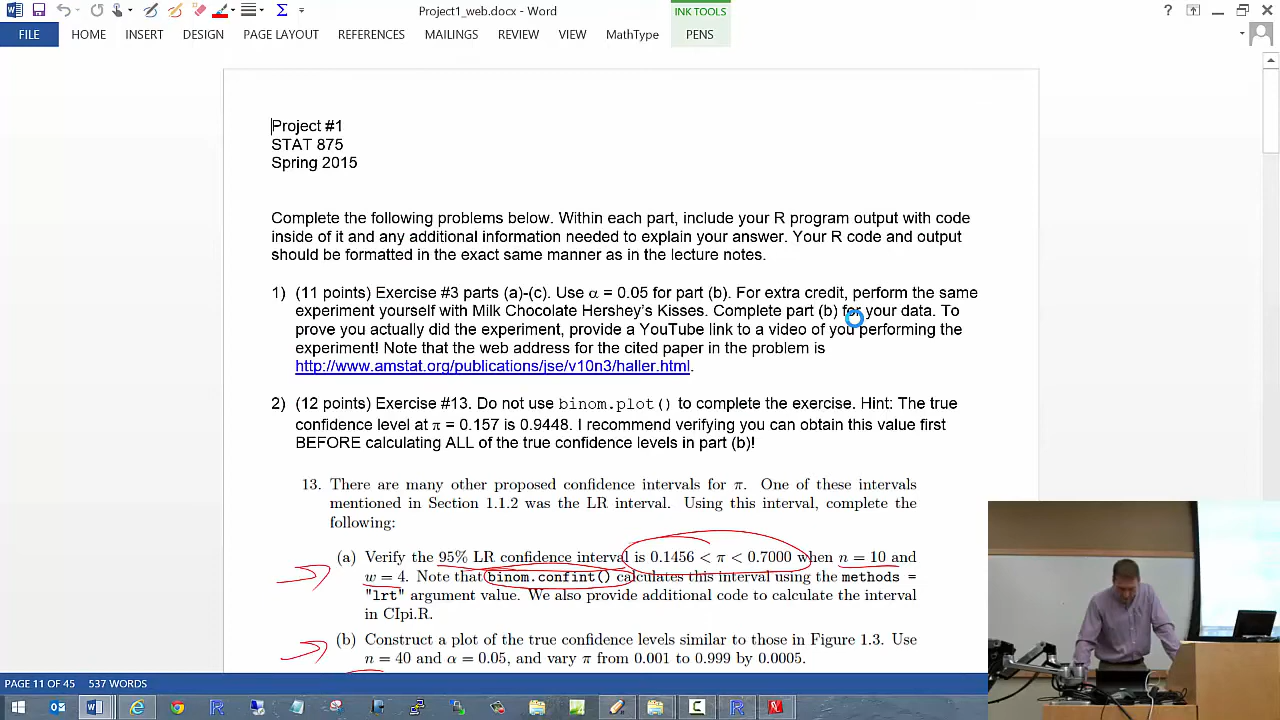 Project1_web.docx - Word
INK TOOLS
FILE HOME INSERT DESIGN PAGE LAYOUT REFERENCES MAILINGS REVIEW VIEW MathType PENS
Project #1
STAT 875
Spring 2015
Complete the following problems below. Within each part, include your R program output with code
inside of it and any additional information needed to explain your answer. Your R code and output
should be formatted in the exact same manner as in the lecture notes.
1) (11 points) Exercise #3 parts (a)-(c). Use α = 0.05 for part (b). For extra credit, perform the same
experiment yourself with Milk Chocolate Hershey's Kisses. Complete part (b) for your data. To
prove you actually did the experiment, provide a YouTube link to a video of you performing the
experiment! Note that the web address for the cited paper in the problem is
http://www.amstat.org/publications/jse/v10n3/haller.html.
2) (12 points) Exercise #13. Do not use binom.plot() to complete the exercise. Hint: The true
confidence level at π = 0.157 is 0.9448. I recommend verifying you can obtain this value first
BEFORE calculating ALL of the true confidence levels in part (b)!
13. There are many other proposed confidence intervals for π. One of these intervals
mentioned in Section 1.1.2 was the LR interval. Using this interval, complete the
following:
(a) Verify the 95% LR confidence interval is 0.1456 < π < 0.7000 when n = 10 and
w = 4. Note that binom.confint() calculates this interval using the methods =
"lrt" argument value. We also provide additional code to calculate the interval
in CIpi.R.
(b) Construct a plot of the true confidence levels similar to those in Figure 1.3. Use
n = 40 and α = 0.05, and vary π from 0.001 to 0.999 by 0.0005.
PAGE 11 OF 45 537 WORDS